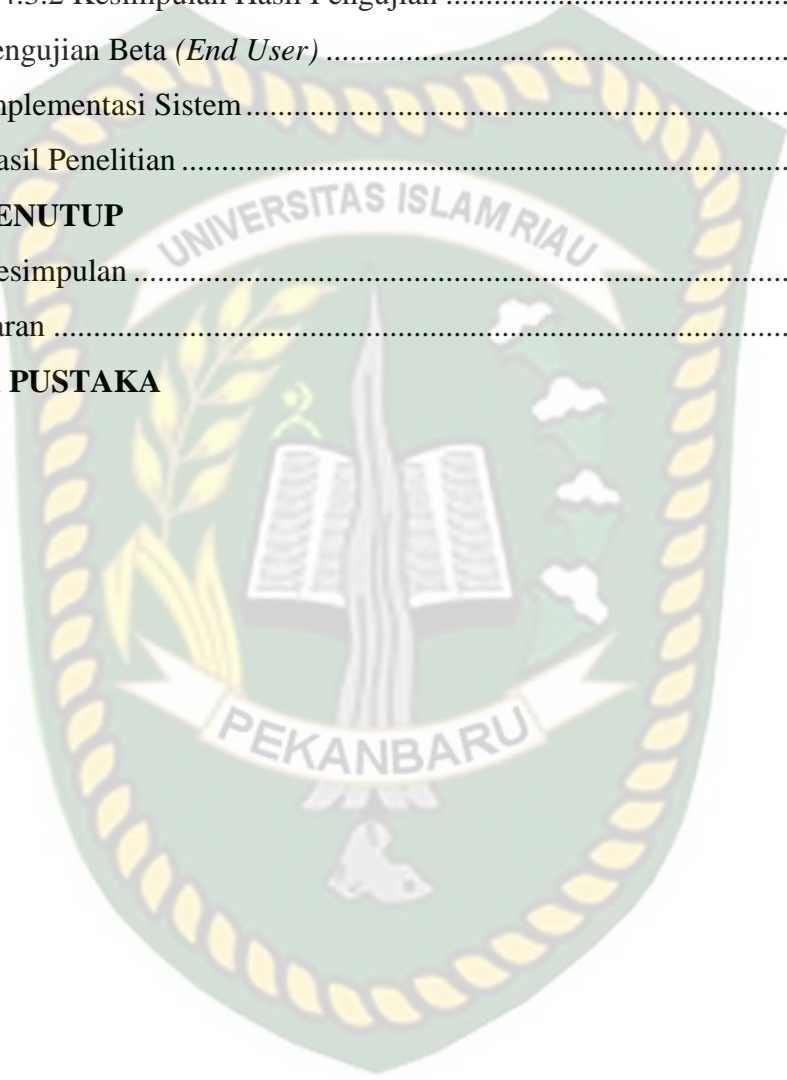 4.3.2 Kesimpulan Hasil Pengujian ........................................
engujian Beta (End User) ........................................................
mplementasi Sistem ..................................................................
asil Penelitian ...........................................................................
ENUTUP
esimpulan .................................................................................
aran ...........................................................................................
PUSTAKA
UNIVERSITAS ISLAM RIAU
PEKANBARU